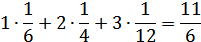 1 · 1/6 + 2 · 1/4 + 3 · 1/12 = 11/6